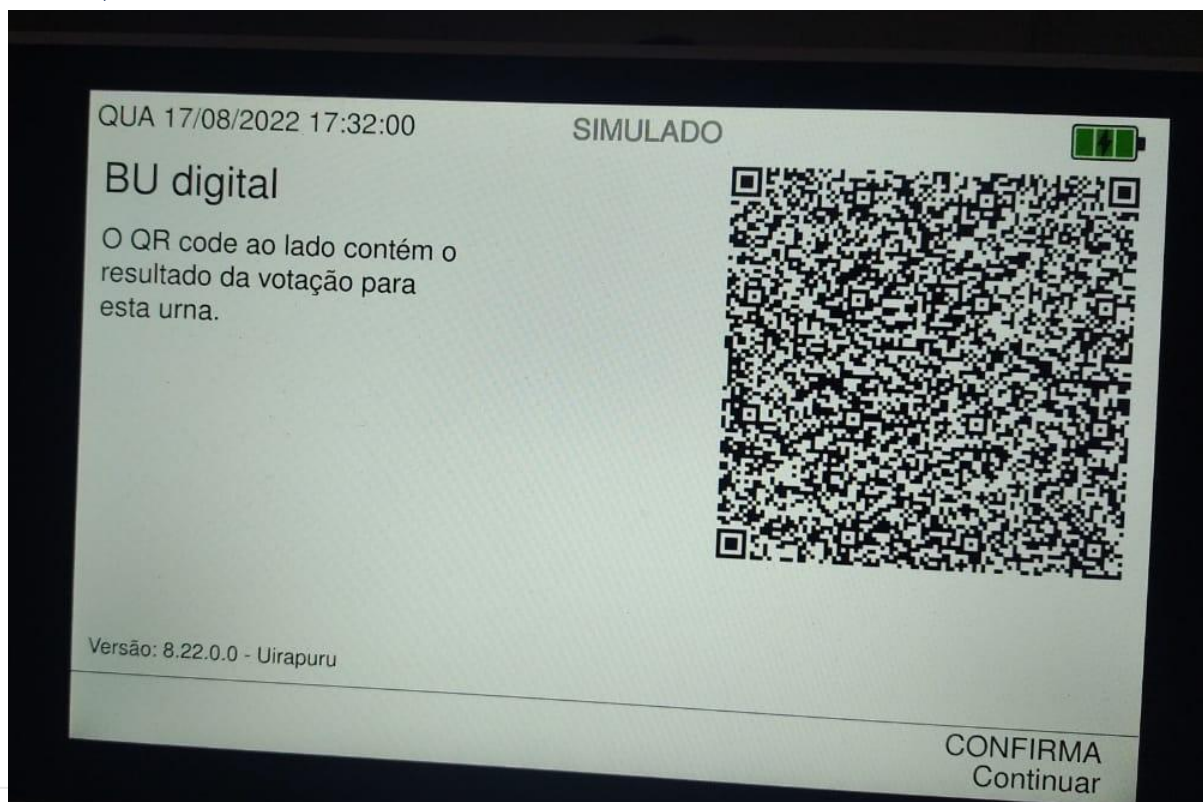 QUA 17/08/2022 17:32:00
SIMULADO
BU digital
O QR code ao lado contém o
resultado da votação para
esta urna.
Versão: 8.22.0.0 - Uirapuru
CONFIRMA
Continuar